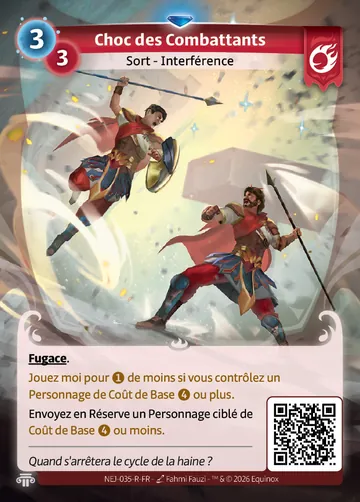 3
3
Choc des Combattants
Sort - Interférence
Fugace.
Jouez moi pour 1 de moins si vous contrôlez un
Personnage de Coût de Base 4 ou plus.
Envoyez en Réserve un Personnage ciblé de
Coût de Base 4 ou moins.
Quand s'arrêtera le cycle de la haine ?
NEJ-035-R-FR - Fahmi Fauzi - ™ & © 2026 Equinox